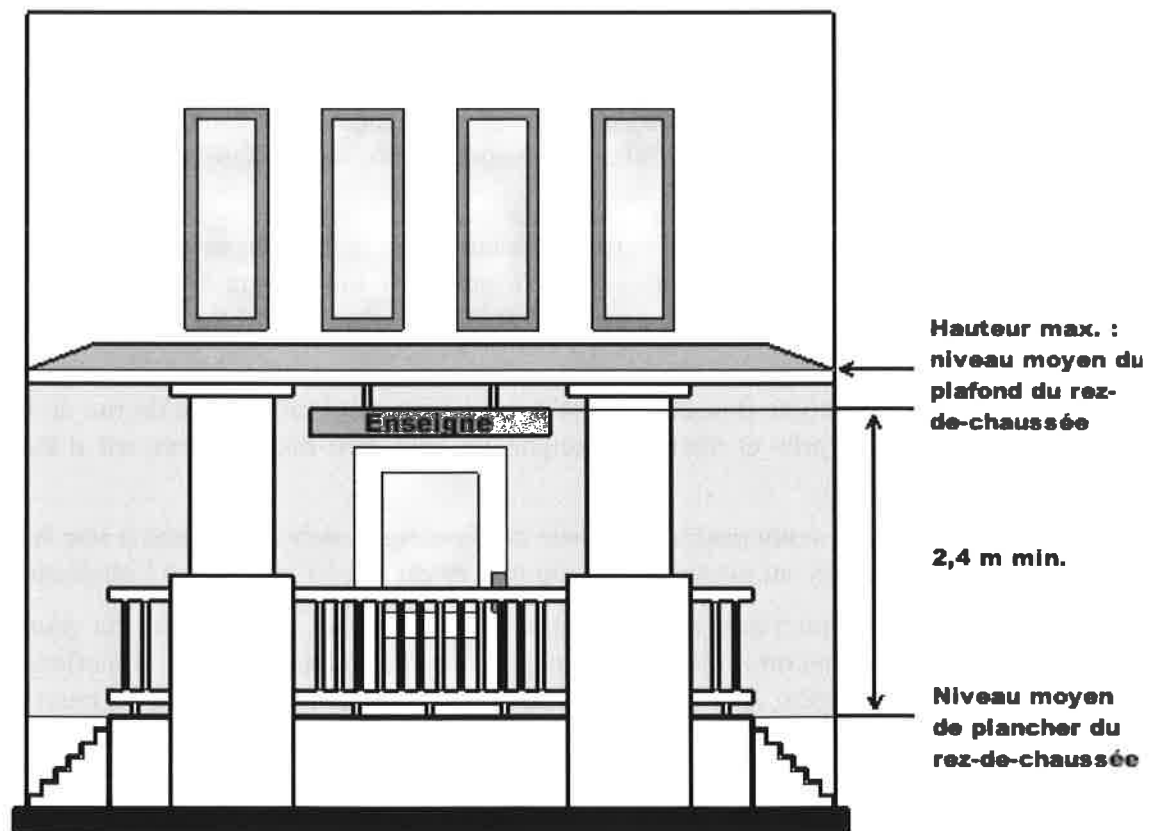 Hauteur max. :
niveau moyen du
plafond du rez-
de-chaussée
Enseigne
2,4 m min.
Niveau moyen
de plancher du
rez-de-chaussée